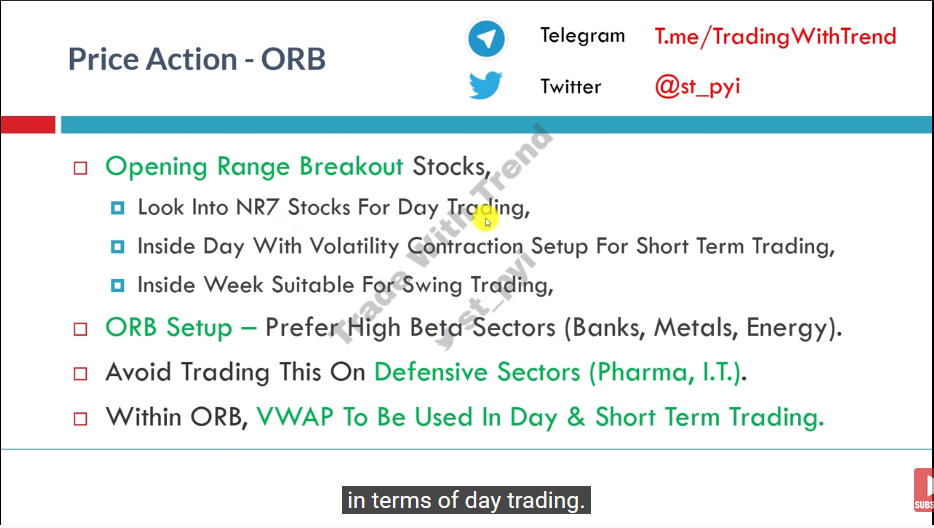 Price Action - ORB
Telegram T.me/TradingWithTrend
Twitter @st_pyi
Opening Range Breakout Stocks,
Look Into NR7 Stocks For Day Trading,
Inside Day With Volatility Contraction Setup For Short Term Trading,
Inside Week Suitable For Swing Trading,
ORB Setup – Prefer High Beta Sectors (Banks, Metals, Energy).
Avoid Trading This On Defensive Sectors (Pharma, I.T.).
Within ORB, VWAP To Be Used In Day & Short Term Trading.
Trade With Trend
st_pyi
in terms of day trading.
SUBS